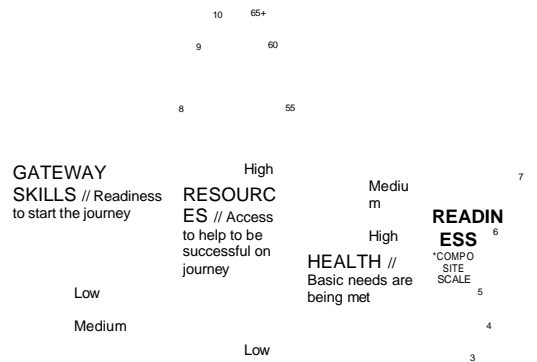 10 65+
9 60
8 55
GATEWAY
SKILLS // Readiness
to start the journey
High
RESOURC
ES // Access
to help to be
successful on
journey
Mediu
m
High
HEALTH //
Basic needs are
being met
7
READIN
ESS
6
*COMPO
SITE
SCALE
5
4
3
Low
Medium
Low